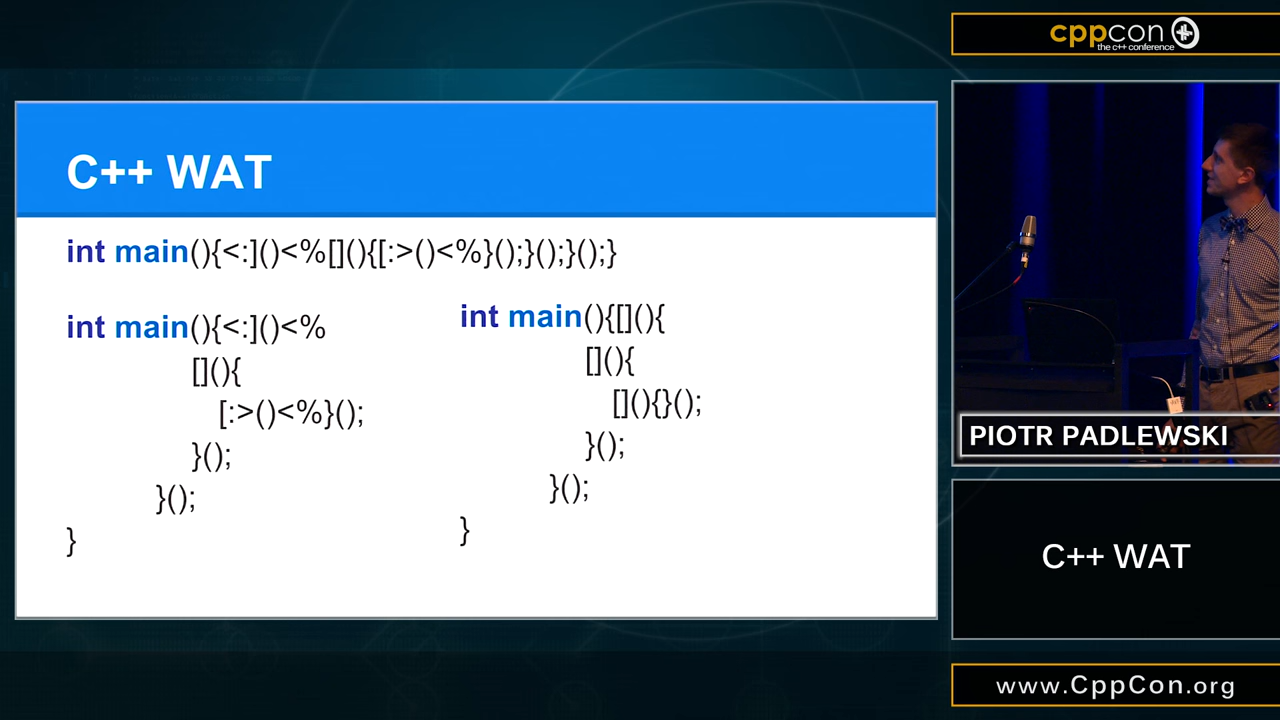 cppcon
the c++ conference
C++ WAT
int main(){<:]()<%[](){[:>()<%}();}();}();}
int main(){<:]()<%
[](){
[:>()<%}();
}();
}();
}
int main(){[](){
[](){
[](){}();
}();
}();
}
PIOTR PADLEWSKI
C++ WAT
www.CppCon.org